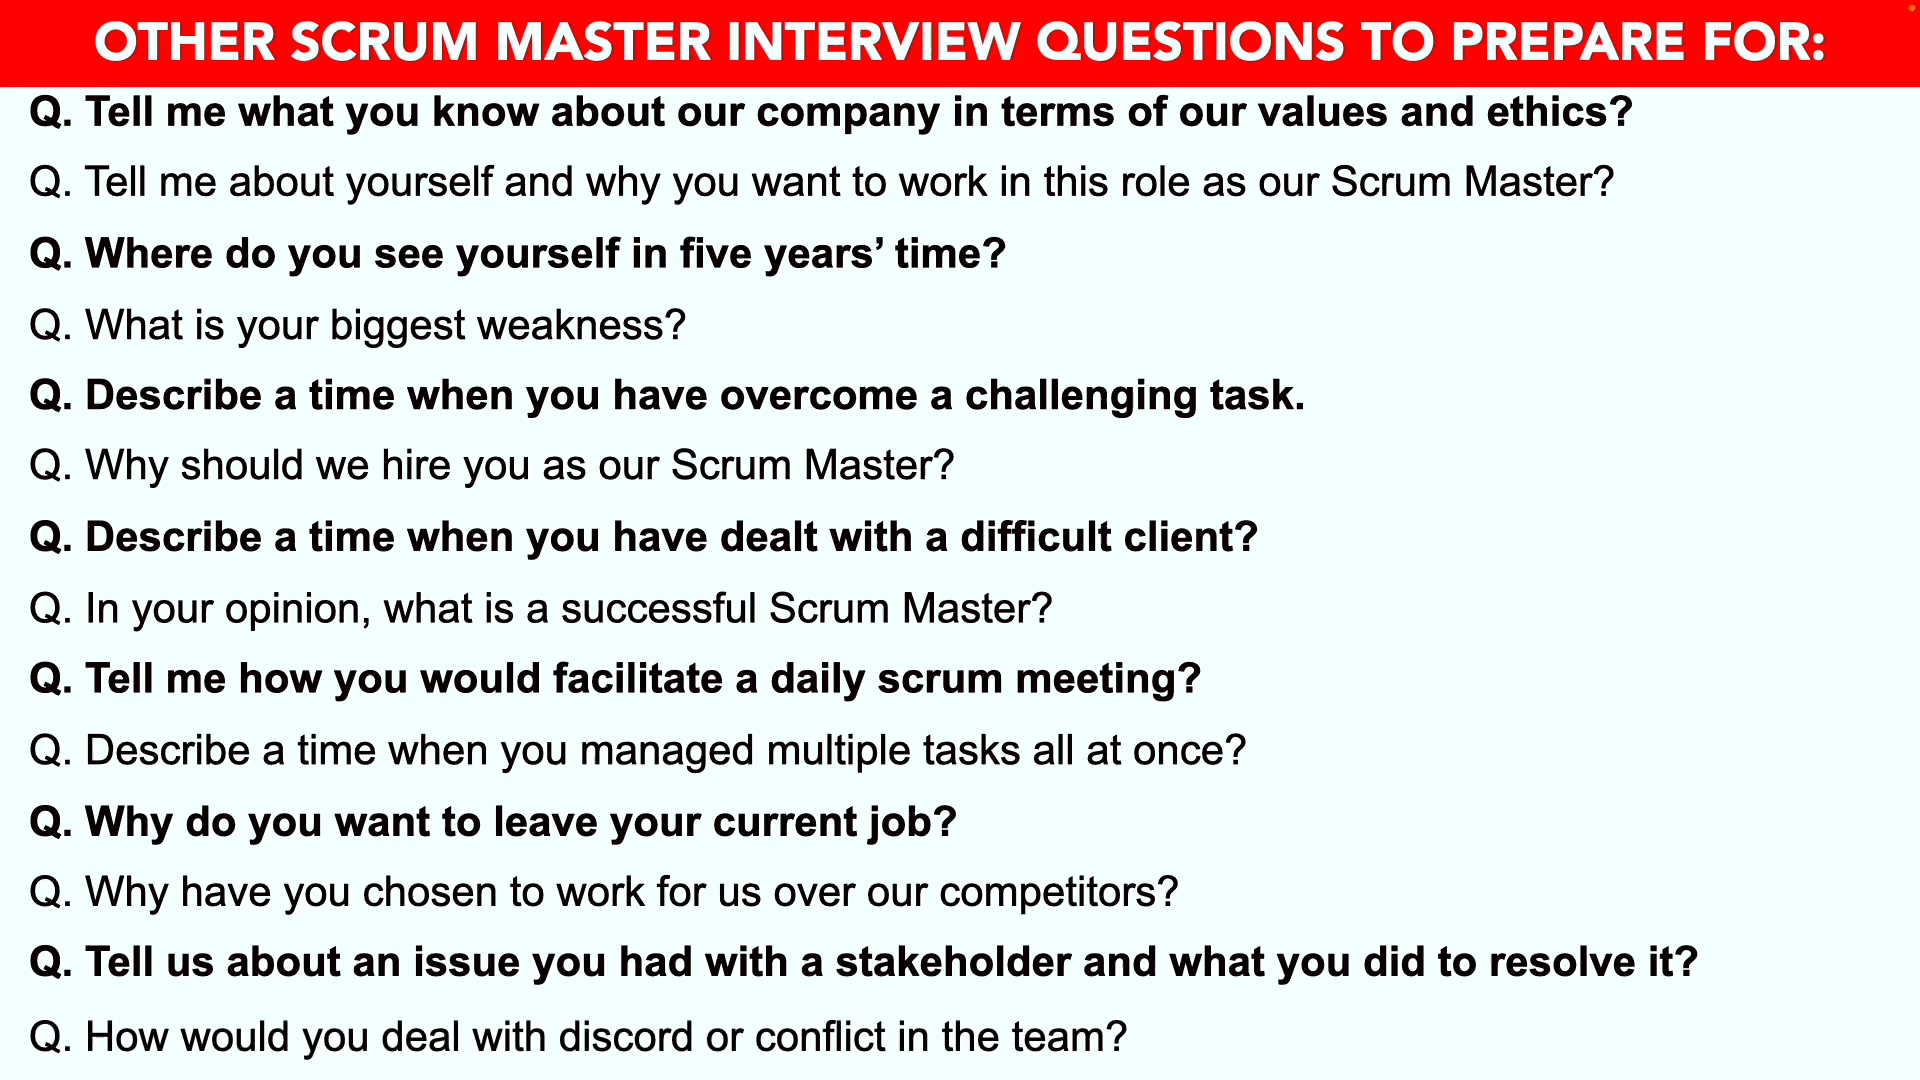 OTHER SCRUM MASTER INTERVIEW QUESTIONS TO PREPARE FOR:
Q. Tell me what you know about our company in terms of our values and ethics?
Q. Tell me about yourself and why you want to work in this role as our Scrum Master?
Q. Where do you see yourself in five years’ time?
Q. What is your biggest weakness?
Q. Describe a time when you have overcome a challenging task.
Q. Why should we hire you as our Scrum Master?
Q. Describe a time when you have dealt with a difficult client?
Q. In your opinion, what is a successful Scrum Master?
Q. Tell me how you would facilitate a daily scrum meeting?
Q. Describe a time when you managed multiple tasks all at once?
Q. Why do you want to leave your current job?
Q. Why have you chosen to work for us over our competitors?
Q. Tell us about an issue you had with a stakeholder and what you did to resolve it?
Q. How would you deal with discord or conflict in the team?